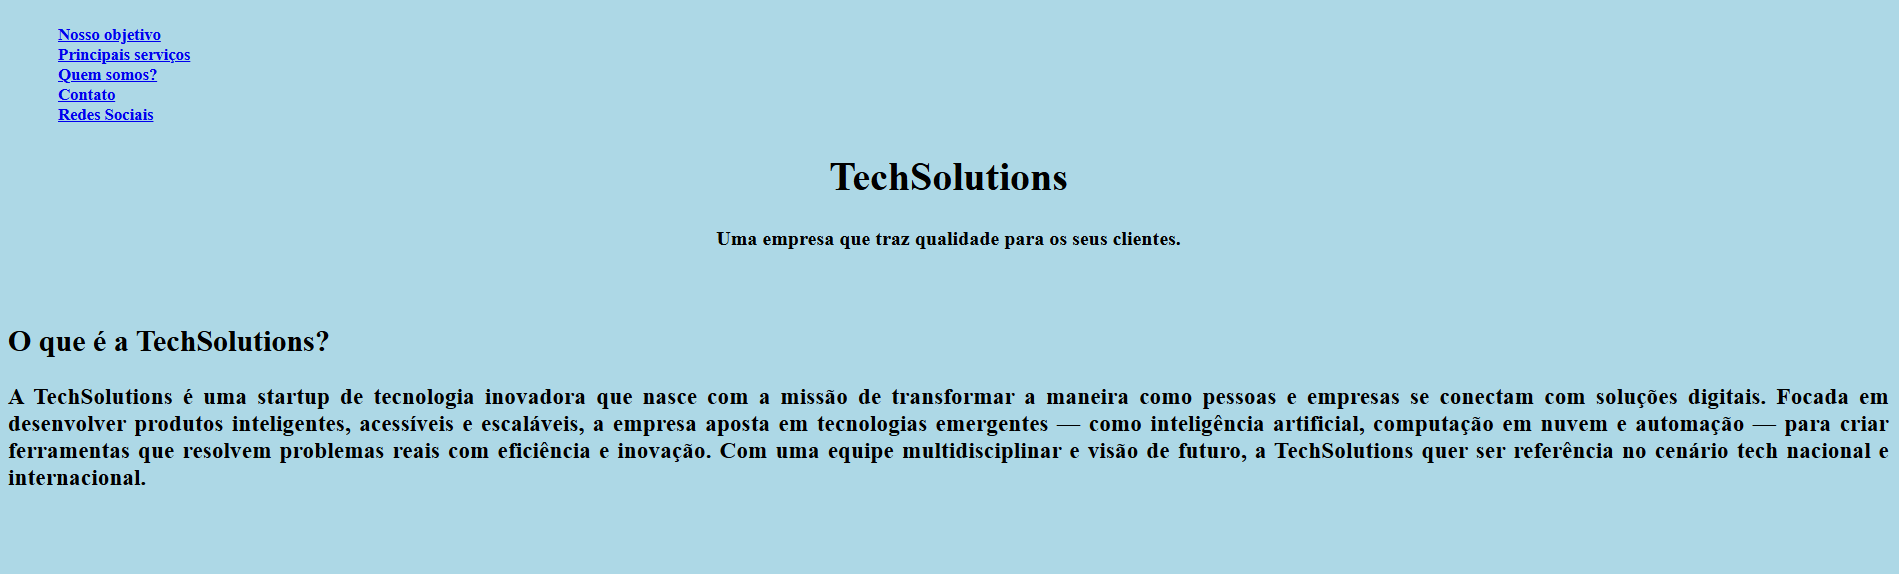 Nosso objetivo
Principais serviços
Quem somos?
Contato
Redes Sociais
TechSolutions
Uma empresa que traz qualidade para os seus clientes.
O que é a TechSolutions?
A TechSolutions é uma startup de tecnologia inovadora que nasce com a missão de transformar a maneira como pessoas e empresas se conectam com soluções digitais. Focada em
desenvolver produtos inteligentes, acessíveis e escaláveis, a empresa aposta em tecnologias emergentes — como inteligência artificial, computação em nuvem e automação — para criar
ferramentas que resolvem problemas reais com eficiência e inovação. Com uma equipe multidisciplinar e visão de futuro, a TechSolutions quer ser referência no cenário tech nacional e
internacional.